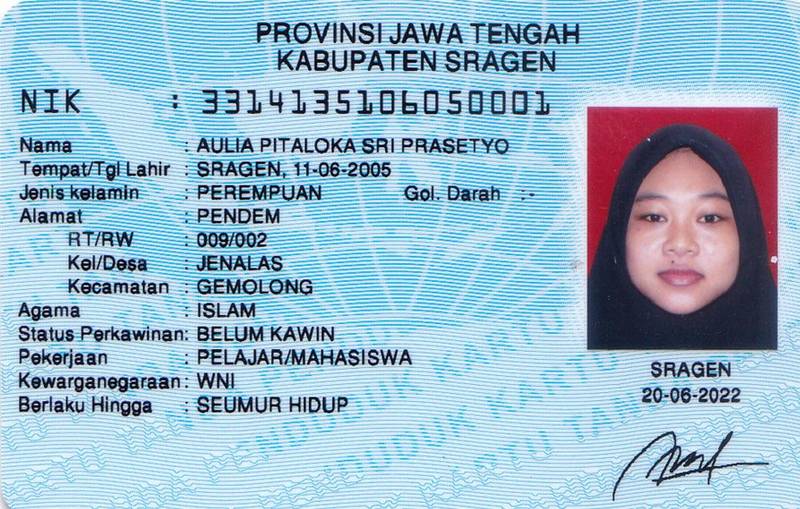 PROVINSI JAWA TENGAH
KABUPATEN SRAGEN
NIK : 3314135106050001
Nama : AULIA PITALOKA SRI PRASETYO
Tempat/Tgl Lahir : SRAGEN, 11-06-2005
Jenis kelamin : PEREMPUAN Gol. Darah :-
Alamat : PENDEM
RT/RW : 009/002
Kel/Desa : JENALAS
Kecamatan : GEMOLONG
Agama : ISLAM
Status Perkawinan: BELUM KAWIN
Pekerjaan : PELAJAR/MAHASISWA
Kewarganegaraan: WNI
Berlaku Hingga : SEUMUR HIDUP
SRAGEN
20-06-2022